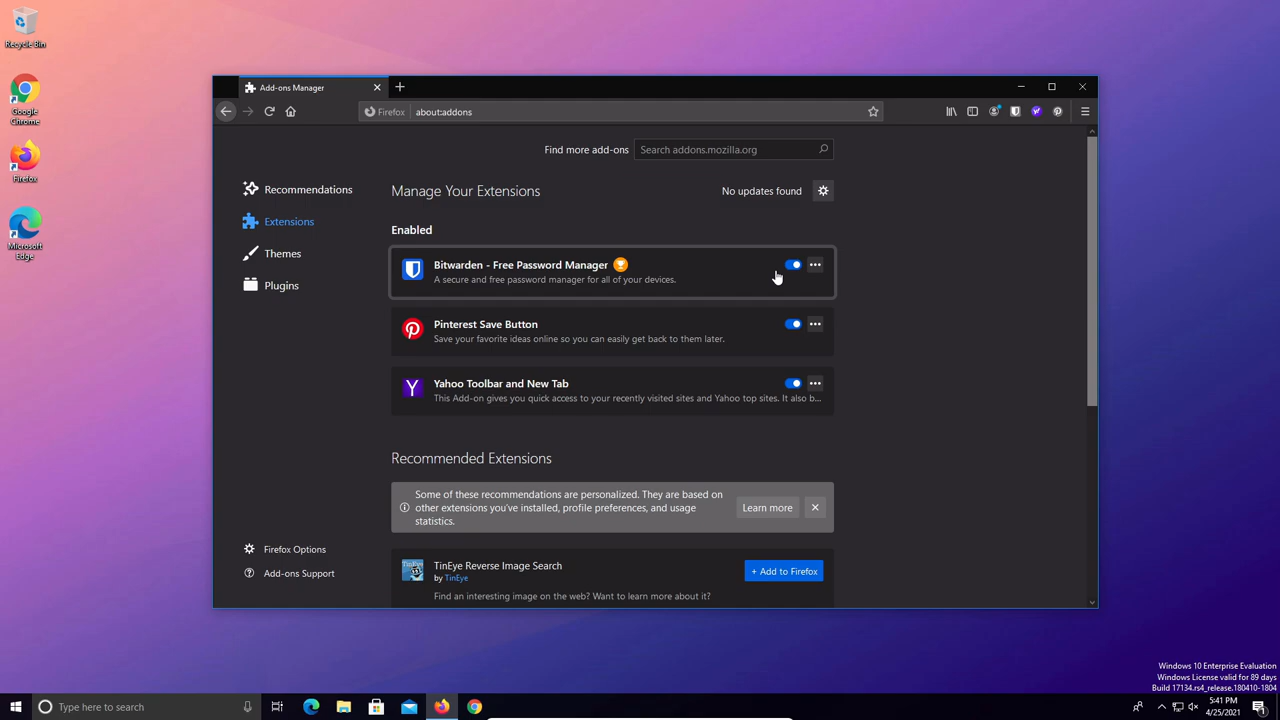 Recycle Bin
Google Chrome
Firefox
Microsoft Edge
Add-ons Manager
Firefox
about:addons
Find more add-ons
Search addons.mozilla.org
Recommendations
Extensions
Themes
Plugins
Firefox Options
Add-ons Support
Manage Your Extensions
No updates found
Enabled
Bitwarden - Free Password Manager
A secure and free password manager for all of your devices.
Pinterest Save Button
Save your favorite ideas online so you can easily get back to them later.
Y
Yahoo Toolbar and New Tab
This Add-on gives you quick access to your recently visited sites and Yahoo top sites. It also b...
Recommended Extensions
Some of these recommendations are personalized. They are based on
other extensions you've installed, profile preferences, and usage
statistics.
Learn more
TinEye Reverse Image Search
by TinEye
+ Add to Firefox
Find an interesting image on the web? Want to learn more about it?
Windows 10 Enterprise Evaluation
Windows License valid for 89 days
Build 17134.rs4_release.180410-1804
Type here to search
5:41 PM
4/25/2021
1